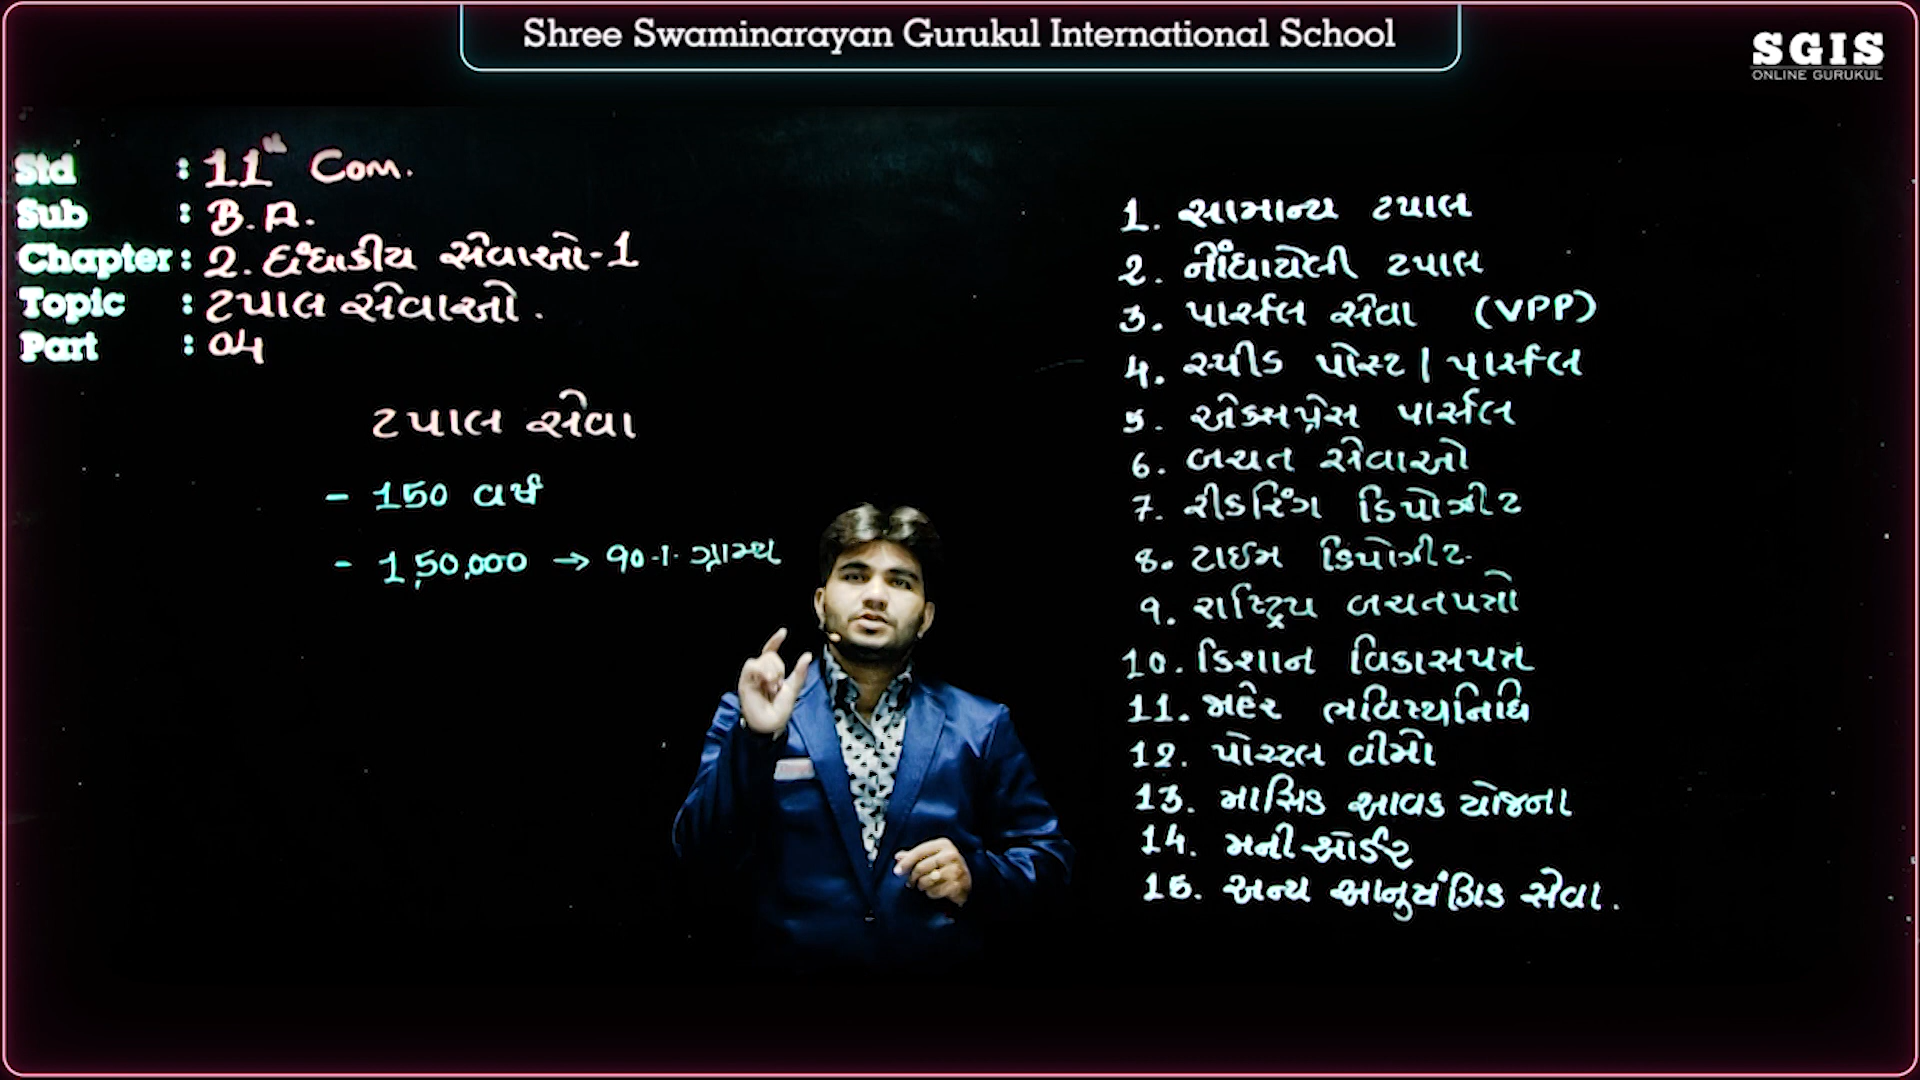 Shree Swaminarayan Gurukul International School
SGIS
ONLINE GURUKUL
Std : 11th Com.
Sub : B.A.
Chapter : 2. ધંધાકીય સેવાઓ-1
Topic : ટપાલ સેવાઓ.
Part : 04
ટપાલ સેવા
- 150 વર્ષ
- 1,50,000 → 90% ગ્રામ્ય
1. સામાન્ય ટપાલ
2. નોંધાયેલી ટપાલ
3. પાર્સલ સેવા (VPP)
4. સ્પીડ પોસ્ટ | પાર્સલ
5. એક્સપ્રેસ પાર્સલ
6. બચત સેવાઓ
7. રીકરિંગ ડિપોઝીટ
8. ટાઈમ ડિપોઝીટ
9. રાષ્ટ્રિય બચતપત્રો
10. કિશાન વિકાસપત્ર
11. જાહેર ભવિષ્યનિધિ
12. પોસ્ટલ વીમો
13. માસિક આવક યોજના
14. મની ઓર્ડર
15. અન્ય આનુષંગિક સેવા.